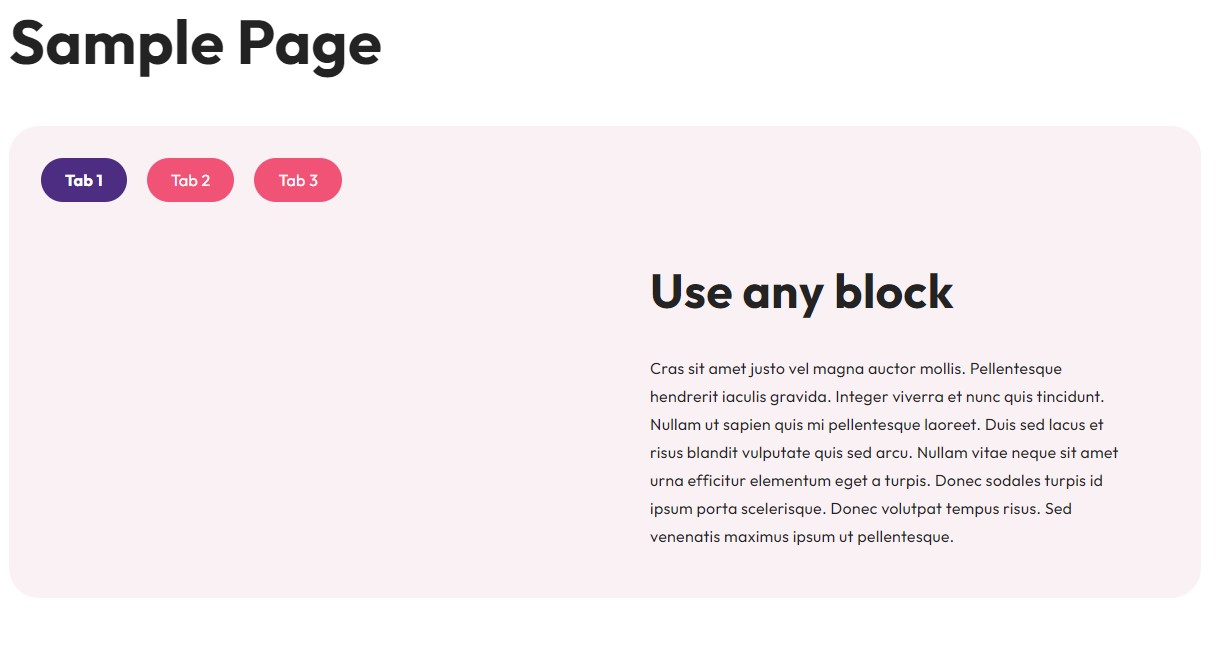 Sample Page
Tab 1 Tab 2 Tab 3
Use any block
Cras sit amet justo vel magna auctor mollis. Pellentesque
hendrerit iaculis gravida. Integer viverra et nunc quis tincidunt.
Nullam ut sapien quis mi pellentesque laoreet. Duis sed lacus et
risus blandit vulputate quis sed arcu. Nullam vitae neque sit amet
urna efficitur elementum eget a turpis. Donec sodales turpis id
ipsum porta scelerisque. Donec volutpat tempus risus. Sed
venenatis maximus ipsum ut pellentesque.